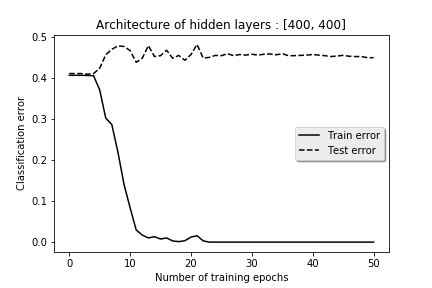 Architecture of hidden layers : [400, 400]
0.5
0.4
0.3
0.2
0.1
0.0
Classification error
Train error
Test error
0 10 20 30 40 50
Number of training epochs